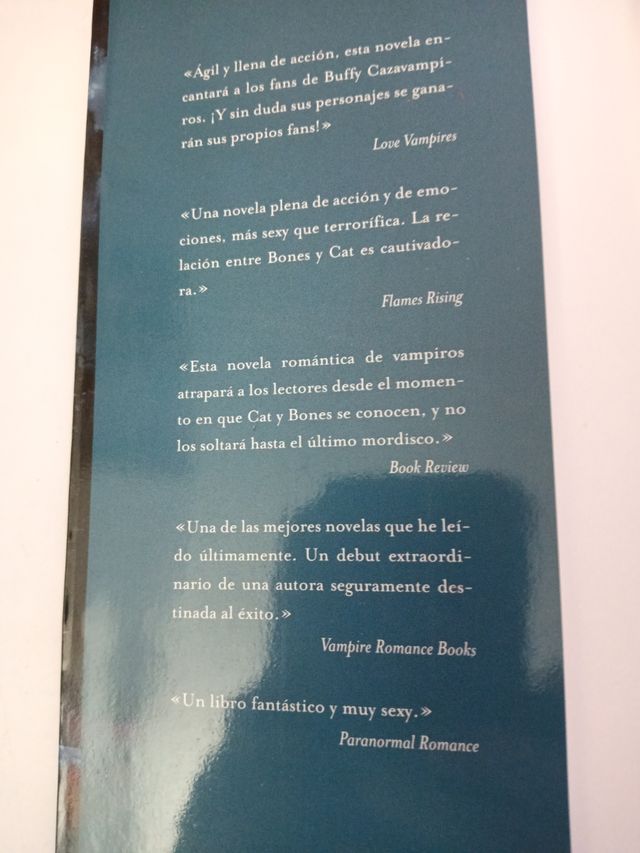 «Ágil y llena de acción, esta novela en-
cantará a los fans de Buffy Cazavampi-
ros. ¡Y sin duda sus personajes se gana-
rán sus propios fans!»
Love Vampires
«Una novela plena de acción y de emo-
ciones, más sexy que terrorífica. La re-
lación entre Bones y Cat es cautivado-
ra.»
Flames Rising
«Esta novela romántica de vampiros
atrapará a los lectores desde el momen-
to en que Cat y Bones se conocen, y no
los soltará hasta el último mordisco.»
Book Review
«Una de las mejores novelas que he leí-
do últimamente. Un debut extraordi-
nario de una autora seguramente des-
tinada al éxito.»
Vampire Romance Books
«Un libro fantástico y muy sexy.»
Paranormal Romance